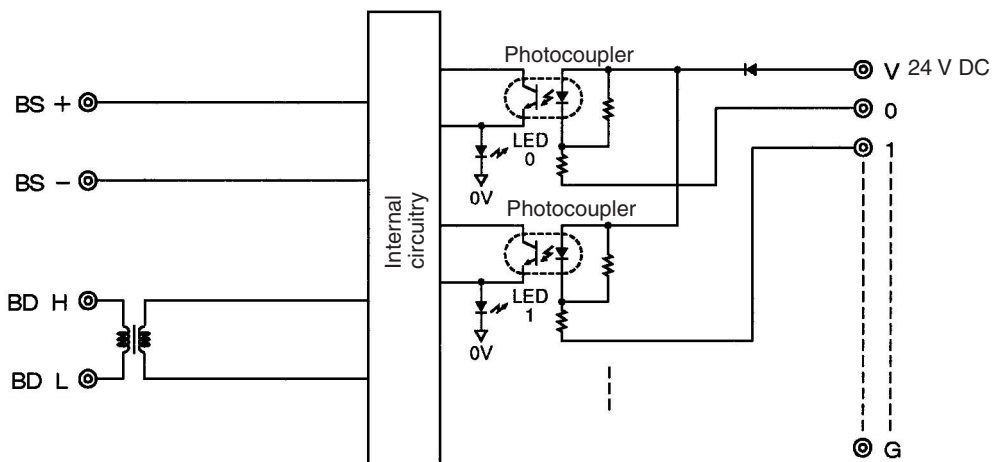 BS +
BS -
BD H
BD L
Internal
circuitry
Photocoupler
LED
0
0V
Photocoupler
LED
1
0V
V 24 V DC
0
1
G